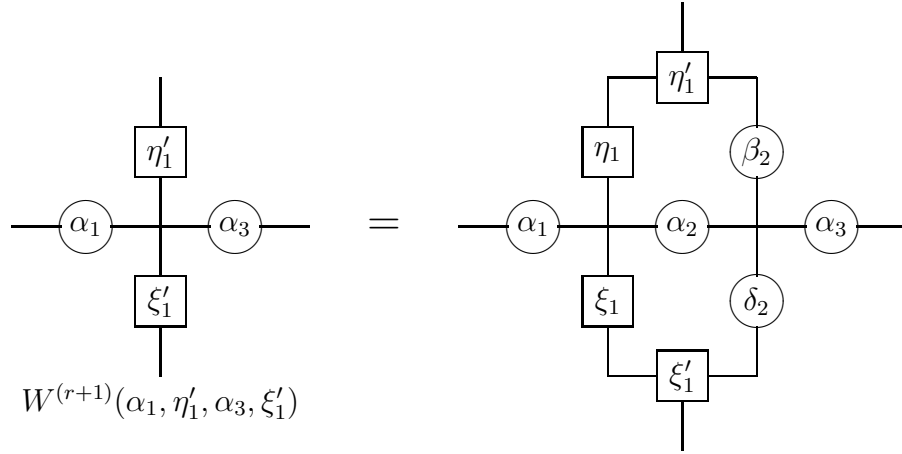 η′₁
η′₁ η₁ β₂
α₁ α₃ = α₁ α₂ α₃
ξ′₁ ξ₁ δ₂
ξ′₁
W^{(r+1)}(α₁, η′₁, α₃, ξ′₁)